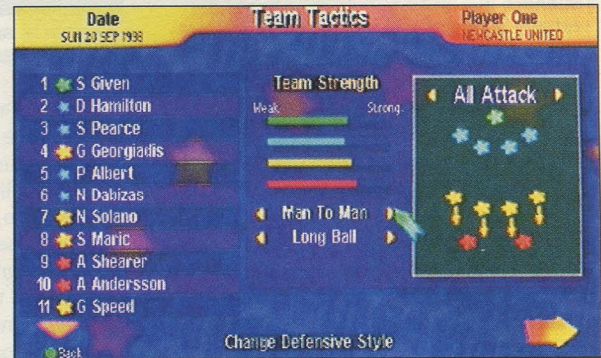 Date
SUN 20 SEP 1998
Team Tactics
Player One
NEWCASTLE UNITED
1 S Given
2 D Hamilton
3 S Pearce
4 G Georgiadis
5 P Albert
6 N Dabizas
7 N Solano
8 S Maric
9 A Shearer
10 A Andersson
11 G Speed
Team Strength
Weak Strong
Man To Man
Long Ball
All Attack
Change Defensive Style
Back